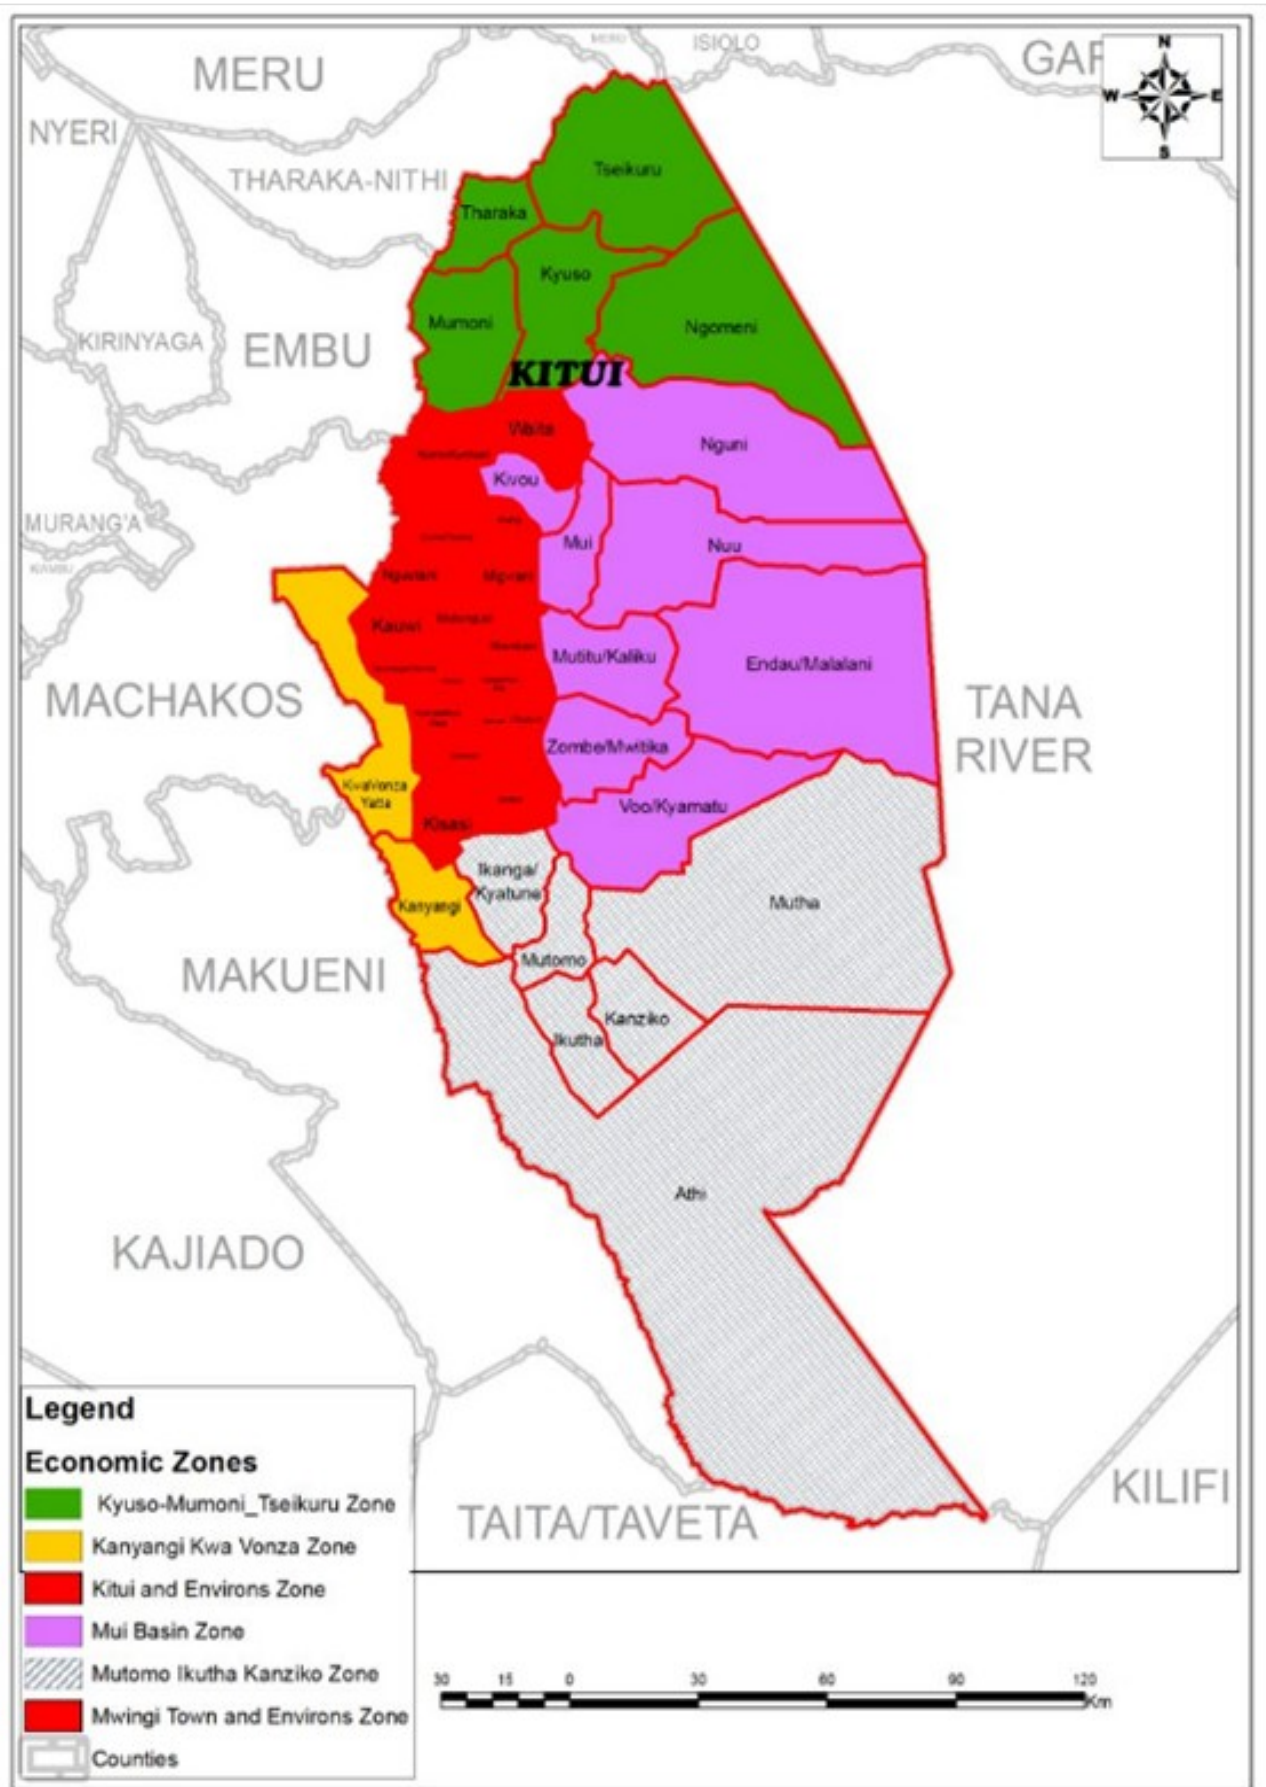 MERU
ISIOLO
MERU
GAR
N
W
E
S
NYERI
THARAKA-NITHI
Tseikuru
Tharaka
Kyuso
Mumoni
Ngomeni
KIRINYAGA
EMBU
KITUI
Waita
Nguni
Kivou
MURANG'A
KIAMBU
Mui
Nuu
Kauwi
Mutitu/Kaliku
Endau/Malalani
MACHAKOS
TANA
RIVER
Zombe/Mwitika
KwaVonza
Yatta
Voo/Kyamatu
Kisasi
Ikanga/
Kyatune
Kanyangi
Mutha
MAKUENI
Mutomo
Kanziko
Ikutha
Athi
KAJIADO
KILIFI
TAITA/TAVETA
Legend
Economic Zones
Kyuso-Mumoni_Tseikuru Zone
Kanyangi Kwa Vonza Zone
Kitui and Environs Zone
Mui Basin Zone
Mutomo Ikutha Kanziko Zone
Mwingi Town and Environs Zone
Counties
30 15 0 30 60 90 120
Km